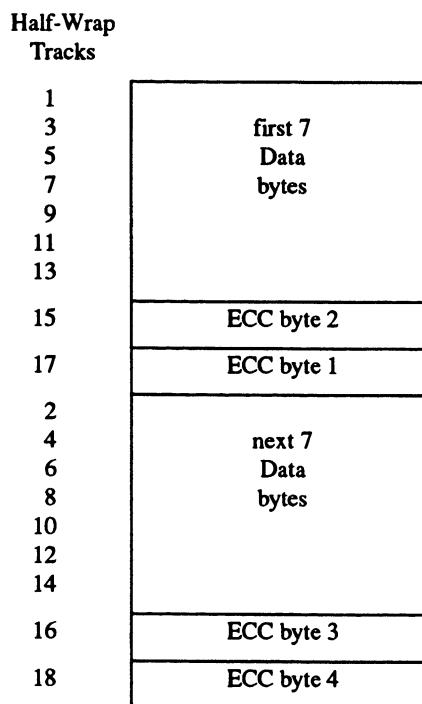 Half-Wrap
Tracks
1
3 first 7
5 Data
7 bytes
9
11
13
15 ECC byte 2
17 ECC byte 1
2
4 next 7
6 Data
8 bytes
10
12
14
16 ECC byte 3
18 ECC byte 4